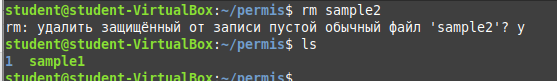 student@student-VirtualBox:~/permis$ rm sample2
rm: удалить защищённый от записи пустой обычный файл 'sample2'? y
student@student-VirtualBox:~/permis$ ls
1  sample1
student@student-VirtualBox:~/permis$